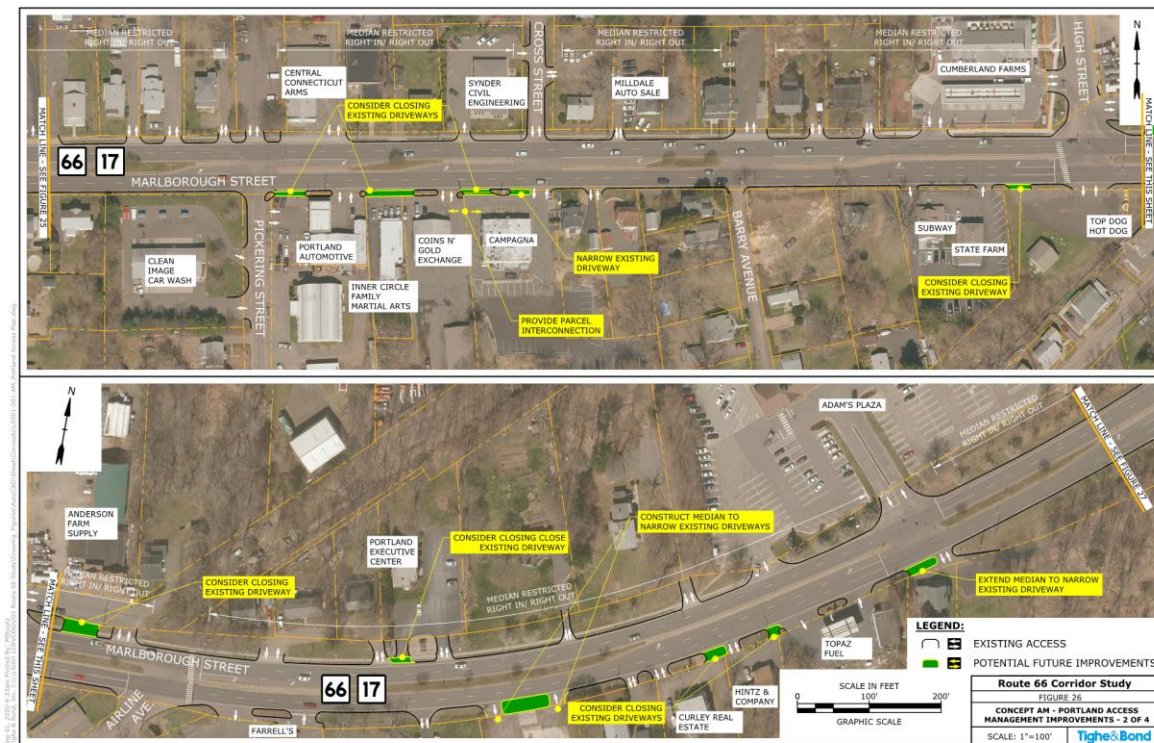 MEDIAN RESTRICTED
RIGHT IN/ RIGHT OUT
MEDIAN RESTRICTED
RIGHT IN/ RIGHT OUT
CENTRAL
CONNECTICUT
ARMS
CONSIDER CLOSING
EXISTING DRIVEWAYS
SYNDER
CIVIL
ENGINEERING
CROSS STREET
MEDIAN RESTRICTED
RIGHT IN/ RIGHT OUT
MILLDALE
AUTO SALE
MEDIAN RESTRICTED
RIGHT IN/ RIGHT OUT
CUMBERLAND FARMS
HIGH STREET
N
MATCH LINE - SEE FIGURE 25
66 17
MARLBOROUGH STREET
MATCH LINE - SEE THIS SHEET
CLEAN
IMAGE
CAR WASH
PICKERING STREET
PORTLAND
AUTOMOTIVE
INNER CIRCLE
FAMILY
MARTIAL ARTS
COINS N'
GOLD
EXCHANGE
CAMPAGNA
NARROW EXISTING
DRIVEWAY
PROVIDE PARCEL
INTERCONNECTION
BARRY AVENUE
SUBWAY
STATE FARM
CONSIDER CLOSING
EXISTING DRIVEWAY
TOP DOG
HOT DOG
N
ANDERSON
FARM
SUPPLY
MEDIAN RESTRICTED
RIGHT IN/ RIGHT OUT
CONSIDER CLOSING
EXISTING DRIVEWAY
MATCH LINE - SEE THIS SHEET
MARLBOROUGH STREET
AIRLINE
AVE.
PORTLAND
EXECUTIVE
CENTER
CONSIDER CLOSING CLOSE
EXISTING DRIVEWAY
MEDIAN RESTRICTED
RIGHT IN/ RIGHT OUT
CONSTRUCT MEDIAN TO
NARROW EXISTING DRIVEWAYS
ADAM'S PLAZA
MEDIAN RESTRICTED
RIGHT IN/ RIGHT OUT
MATCH LINE - SEE FIGURE 27
EXTEND MEDIAN TO NARROW
EXISTING DRIVEWAY
66 17
FARRELL'S
CONSIDER CLOSING
EXISTING DRIVEWAYS
CURLEY REAL
ESTATE
HINTZ &
COMPANY
TOPAZ
FUEL
SCALE IN FEET
0 100' 200'
GRAPHIC SCALE
LEGEND:
EXISTING ACCESS
POTENTIAL FUTURE IMPROVEMENTS
Route 66 Corridor Study
FIGURE 26
CONCEPT AM - PORTLAND ACCESS
MANAGEMENT IMPROVEMENTS - 2 OF 4
SCALE: 1"=100'
Tighe&Bond